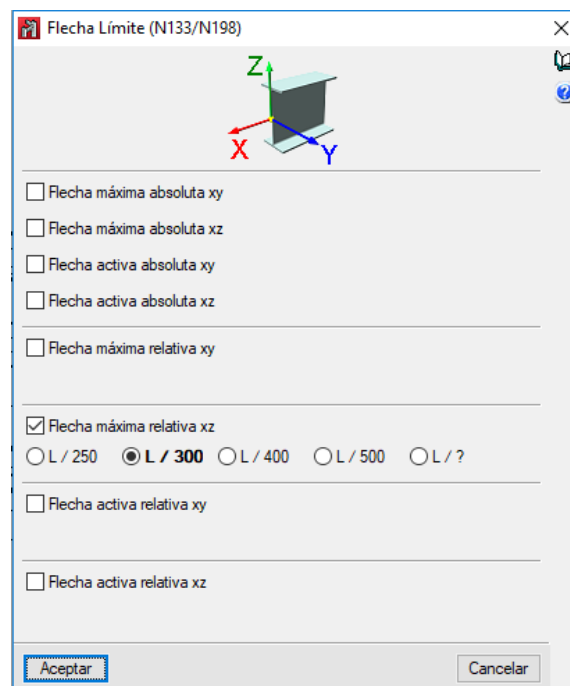 Flecha Límite (N133/N198)
Z
X
Y
Flecha máxima absoluta xy
Flecha máxima absoluta xz
Flecha activa absoluta xy
Flecha activa absoluta xz
Flecha máxima relativa xy
Flecha máxima relativa xz
L / 250 L / 300 L / 400 L / 500 L / ?
Flecha activa relativa xy
Flecha activa relativa xz
Aceptar Cancelar